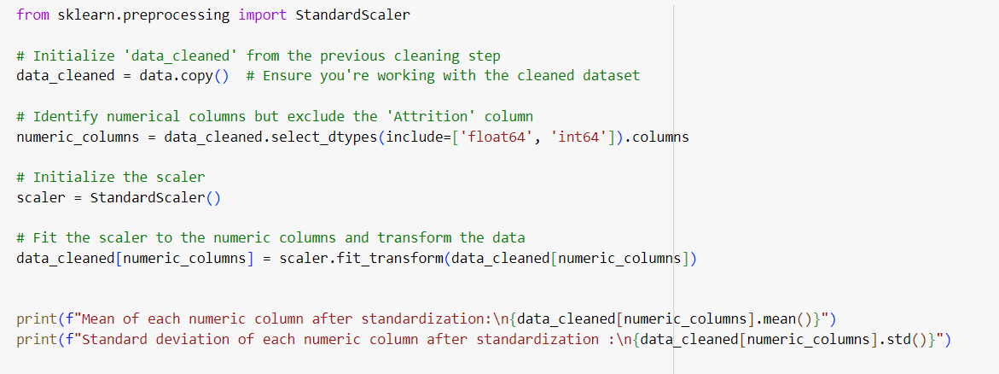 from sklearn.preprocessing import StandardScaler
# Initialize 'data_cleaned' from the previous cleaning step
data_cleaned = data.copy()  # Ensure you're working with the cleaned dataset
# Identify numerical columns but exclude the 'Attrition' column
numeric_columns = data_cleaned.select_dtypes(include=['float64', 'int64']).columns
# Initialize the scaler
scaler = StandardScaler()
# Fit the scaler to the numeric columns and transform the data
data_cleaned[numeric_columns] = scaler.fit_transform(data_cleaned[numeric_columns])
print(f"Mean of each numeric column after standardization:\n{data_cleaned[numeric_columns].mean()}")
print(f"Standard deviation of each numeric column after standardization :\n{data_cleaned[numeric_columns].std()}")